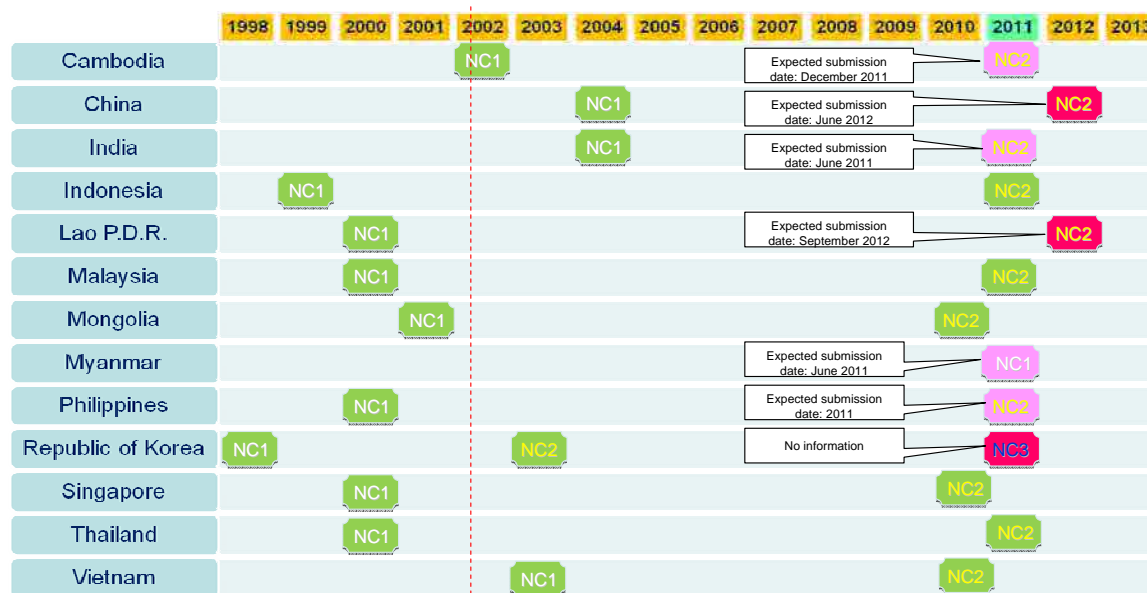 1998 1999 2000 2001 2002 2003 2004 2005 2006 2007 2008 2009 2010 2011 2012 2013
Cambodia NC1 Expected submission NC2
date: December 2011
China NC1 Expected submission NC2
date: June 2012
India NC1 Expected submission NC2
date: June 2011
Indonesia NC1 NC2
Lao P.D.R. NC1 Expected submission NC2
date: September 2012
Malaysia NC1 NC2
Mongolia NC1 NC2
Myanmar Expected submission NC1
date: June 2011
Philippines NC1 Expected submission NC2
date: 2011
Republic of Korea NC1 NC2 No information NC3
Singapore NC1 NC2
Thailand NC1 NC2
Vietnam NC1 NC2